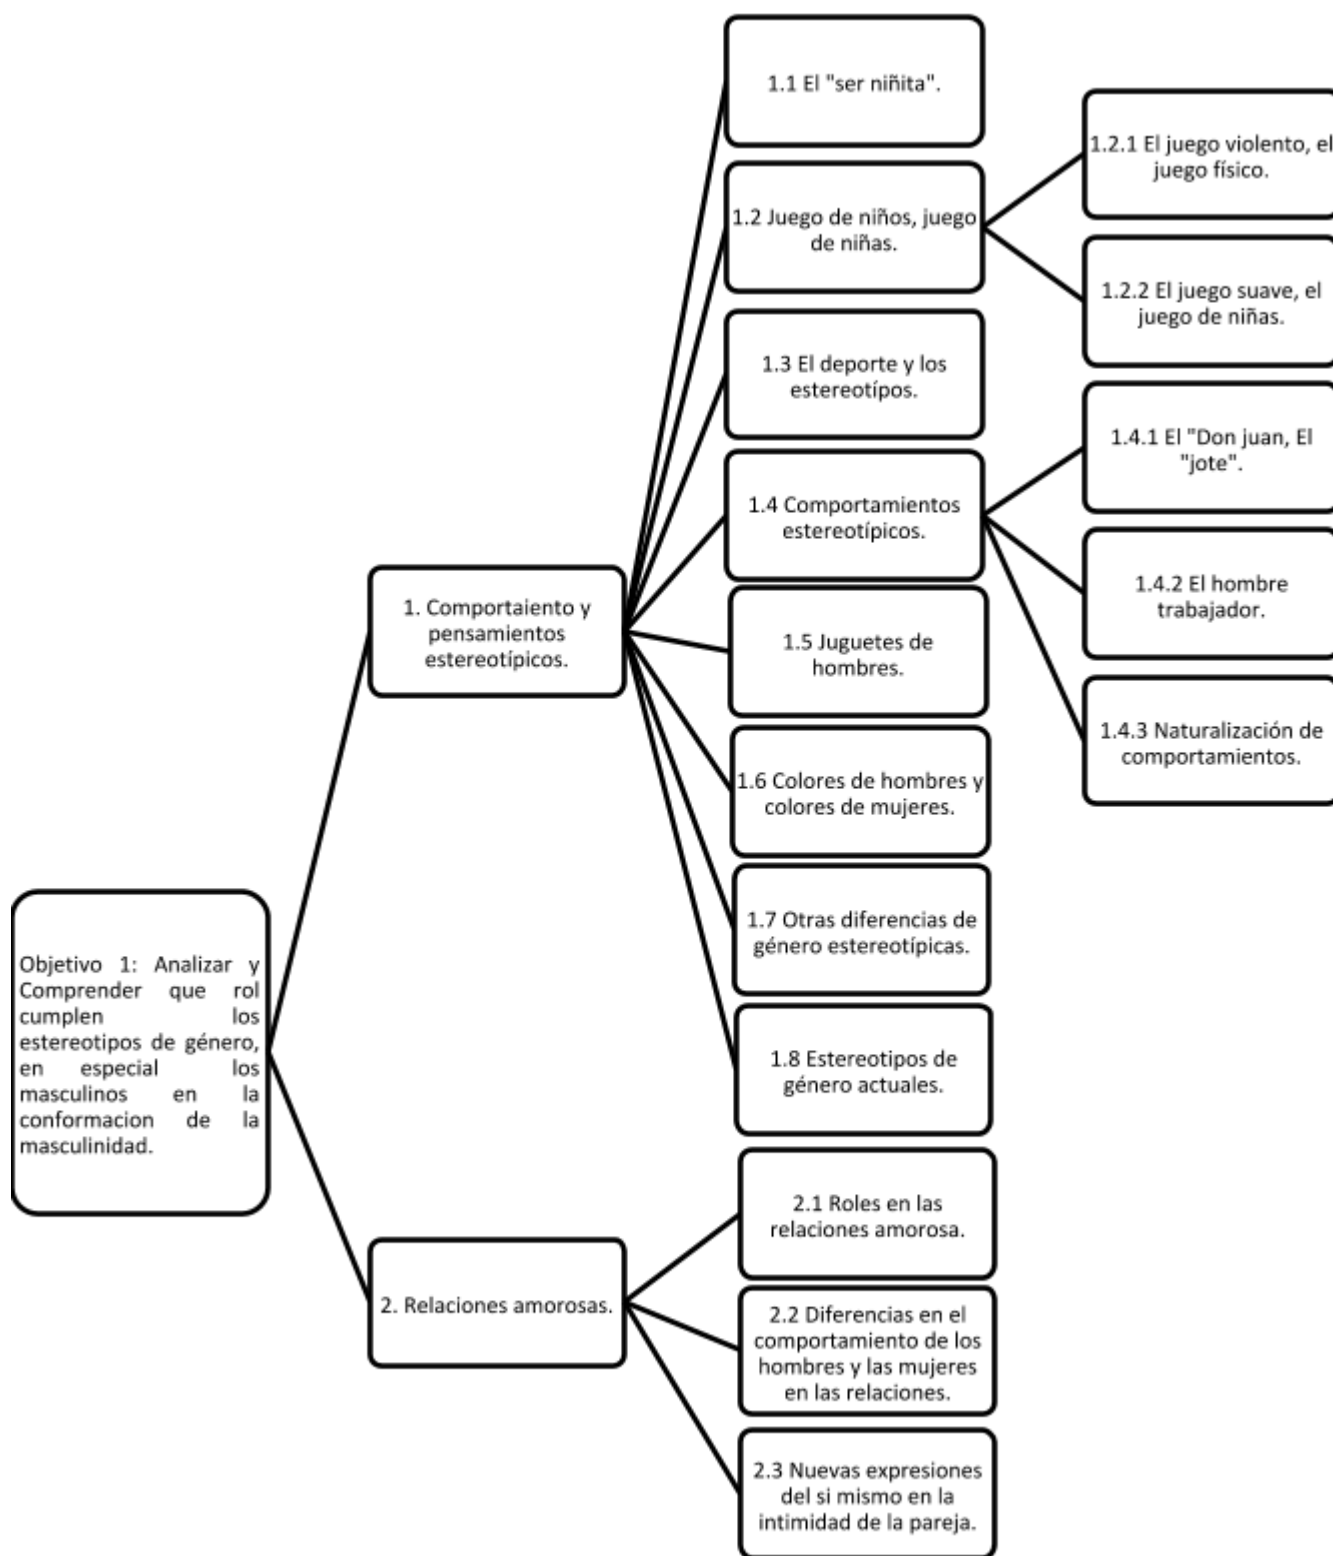 Objetivo 1: Analizar y
Comprender que rol
cumplen los
estereotipos de género,
en especial los
masculinos en la
conformacion de la
masculinidad.
1. Comportaiento y
pensamientos
estereotípicos.
1.1 El "ser niñita".
1.2 Juego de niños, juego
de niñas.
1.2.1 El juego violento, el
juego físico.
1.2.2 El juego suave, el
juego de niñas.
1.3 El deporte y los
estereotípos.
1.4 Comportamientos
estereotípicos.
1.4.1 El "Don juan, El
"jote".
1.4.2 El hombre
trabajador.
1.4.3 Naturalización de
comportamientos.
1.5 Juguetes de
hombres.
1.6 Colores de hombres y
colores de mujeres.
1.7 Otras diferencias de
género estereotípicas.
1.8 Estereotipos de
género actuales.
2. Relaciones amorosas.
2.1 Roles en las
relaciones amorosa.
2.2 Diferencias en el
comportamiento de los
hombres y las mujeres
en las relaciones.
2.3 Nuevas expresiones
del si mismo en la
intimidad de la pareja.